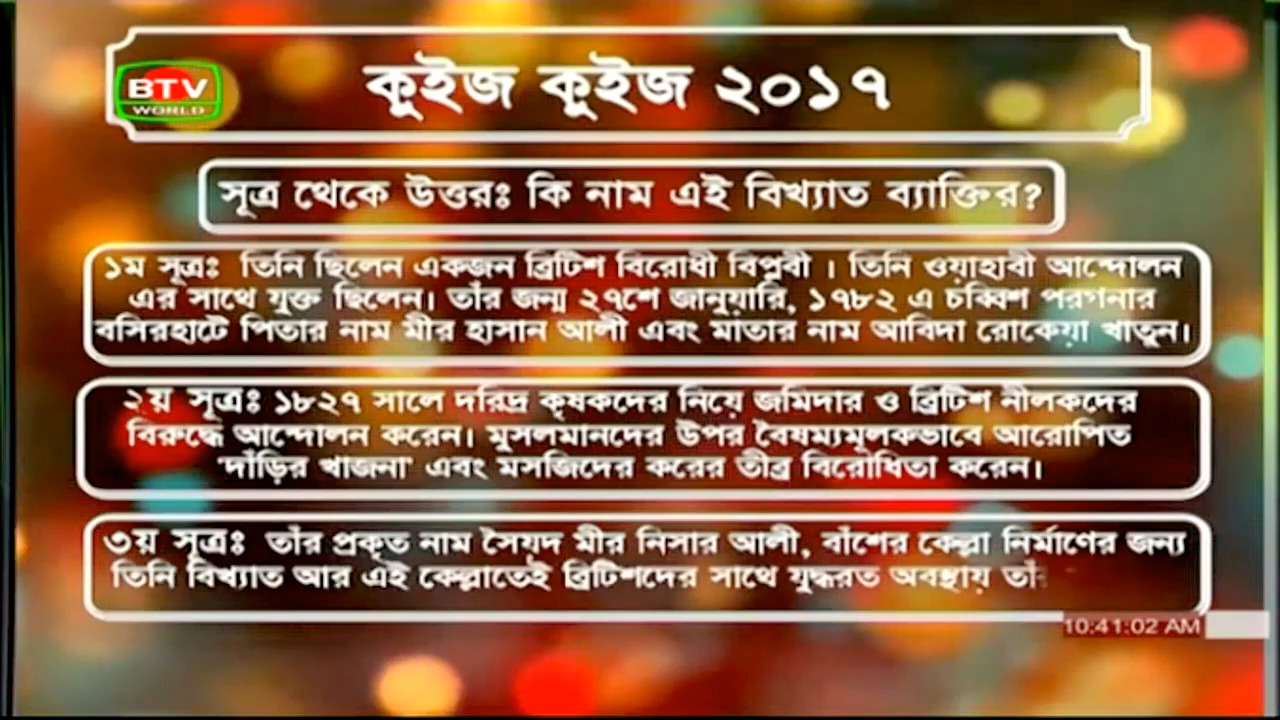 BTV
WORLD
কূইজ কূইজ ২০১৭
সূত্র থেকে উত্তরঃ কি নাম এই বিখ্যাত ব্যাক্তির?
১ম সূত্রঃ তিনি ছিলেন একজন ব্রিটিশ বিরোধী বিপ্লবী । তিনি ওয়াহাবী আন্দোলন
এর সাথে যুক্ত ছিলেন। তাঁর জন্ম ২৭শে জানুয়ারি, ১৭৮২ এ চব্বিশ পরগনার
বসিরহাটে পিতার নাম মীর হাসান আলী এবং মাতার নাম আবিদা রোকেয়া খাতুন।
২য় সূত্রঃ ১৮২৭ সালে দরিদ্র কৃষকদের নিয়ে জমিদার ও ব্রিটিশ নীলকদের
বিরুদ্ধে আন্দোলন করেন। মুসলমানদের উপর বৈষম্যমূলকভাবে আরোপিত
'দাঁড়ির খাজনা' এবং মসজিদের করের তীব্র বিরোধিতা করেন।
৩য় সূত্রঃ তাঁর প্রকৃত নাম সৈয়দ মীর নিসার আলী, বাঁশের কেল্লা নির্মাণের জন্য
তিনি বিখ্যাত আর এই কেল্লাতেই ব্রিটিশদের সাথে যুদ্ধরত অবস্থায়
10:41:02 AM